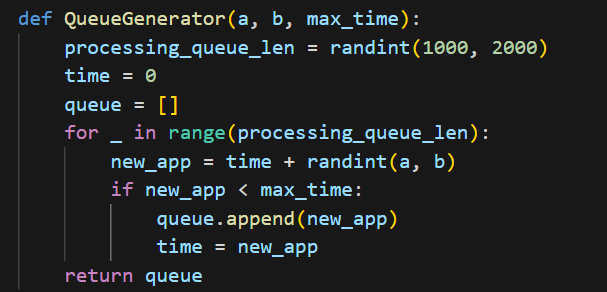 def QueueGenerator(a, b, max_time):
    processing_queue_len = randint(1000, 2000)
    time = 0
    queue = []
    for _ in range(processing_queue_len):
        new_app = time + randint(a, b)
        if new_app < max_time:
            queue.append(new_app)
            time = new_app
    return queue